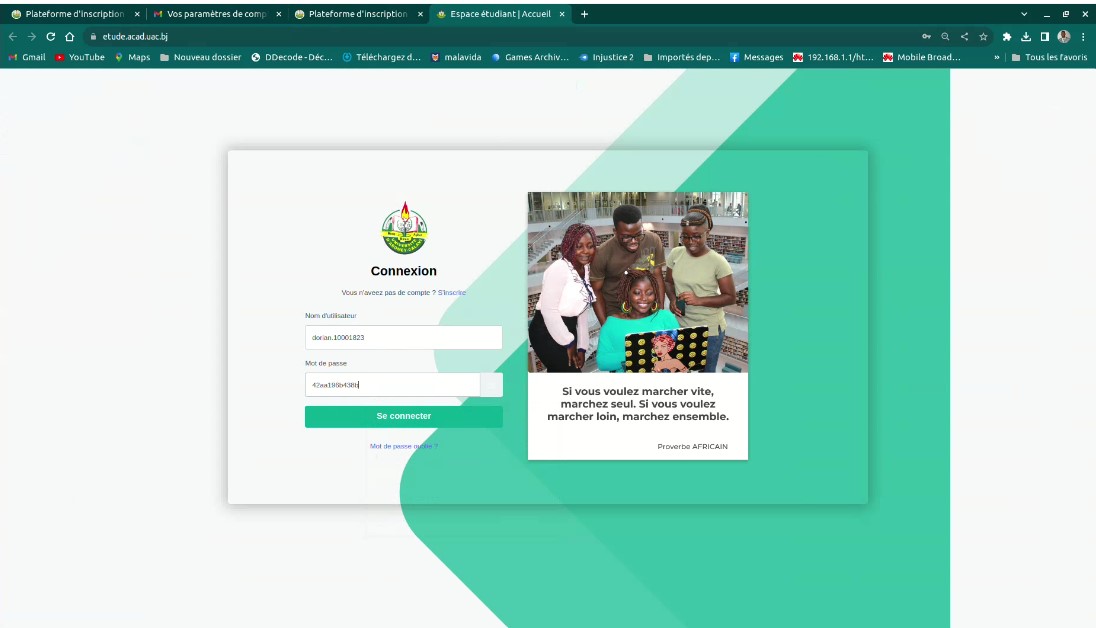 Plateforme d'inscription
Vos paramètres de comp
Plateforme d'inscription
Espace étudiant | Accueil
etude.acad.uac.bj
Gmail
YouTube
Maps
Nouveau dossier
DDecode - Déc...
Téléchargez d...
malavida
Games Archiv...
Injustice 2
Importés dep...
Messages
192.168.1.1/ht...
Mobile Broad...
»
Tous les favoris
Connexion
Vous n'aveez pas de compte ? S'inscrire
Nom d'utilisateur
dorian.10001823
Mot de passe
42aa196b438b
Se connecter
Mot de passe oublié ?
Si vous voulez marcher vite,
marchez seul. Si vous voulez
marcher loin, marchez ensemble.
Proverbe AFRICAIN